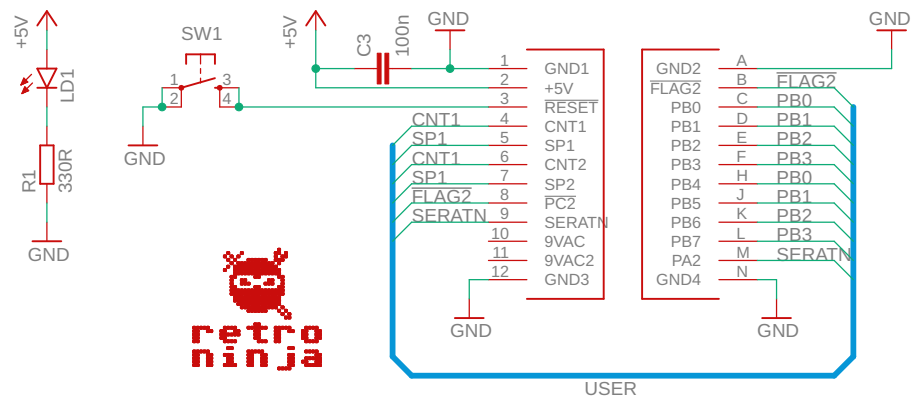 +5V
LD1
R1
330R
GND
SW1
1
3
2
4
GND
+5V
C3
100n
GND
1 GND1
2 +5V
3 RESET
CNT1 4 CNT1
SP1 5 SP1
CNT1 6 CNT2
SP1 7 SP2
FLAG2 8 PC2
SERATN 9 SERATN
10 9VAC
11 9VAC2
12 GND3
GND
GND
GND2 A
FLAG2 B FLAG2
PB0 C PB0
PB1 D PB1
PB2 E PB2
PB3 F PB3
PB4 H PB0
PB5 J PB1
PB6 K PB2
PB7 L PB3
PA2 M SERATN
GND4 N
GND
USER
retro
ninja